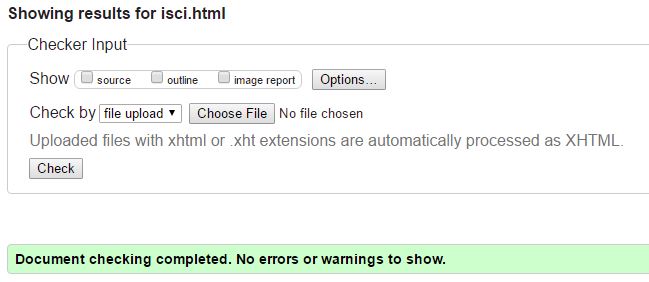 Showing results for isci.html
Checker Input
Show source outline image report Options...
Check by file upload Choose File No file chosen
Uploaded files with xhtml or .xht extensions are automatically processed as XHTML.
Check
Document checking completed. No errors or warnings to show.